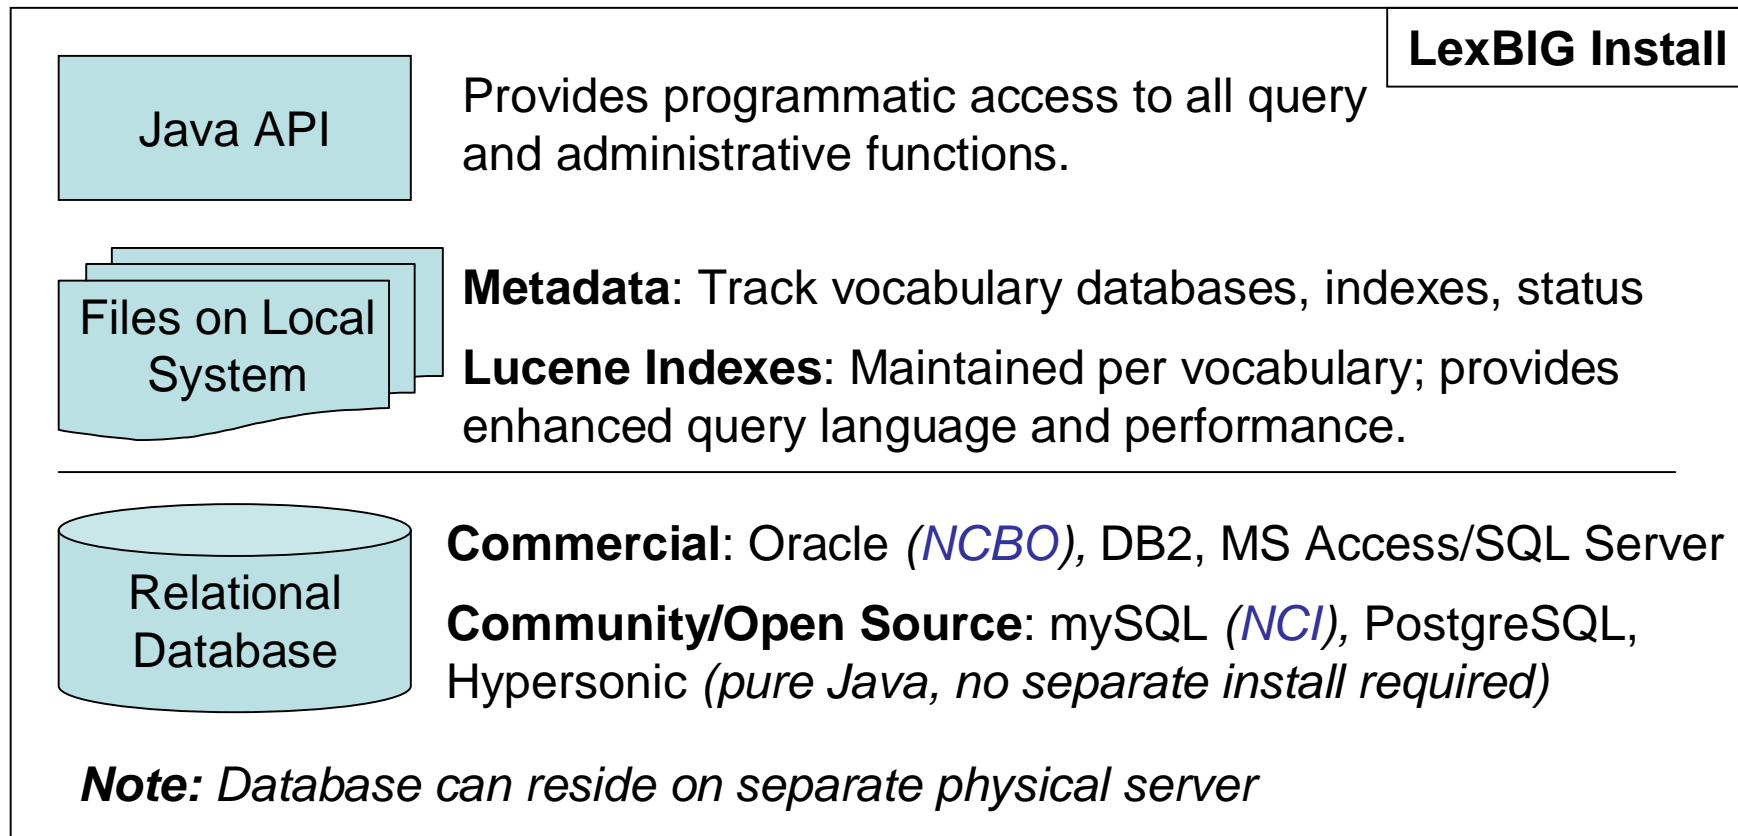 LexBIG Install
Java API
Provides programmatic access to all query
and administrative functions.
Files on Local
System
Metadata: Track vocabulary databases, indexes, status
Lucene Indexes: Maintained per vocabulary; provides
enhanced query language and performance.
Relational
Database
Commercial: Oracle (NCBO), DB2, MS Access/SQL Server
Community/Open Source: mySQL (NCI), PostgreSQL,
Hypersonic (pure Java, no separate install required)
Note: Database can reside on separate physical server